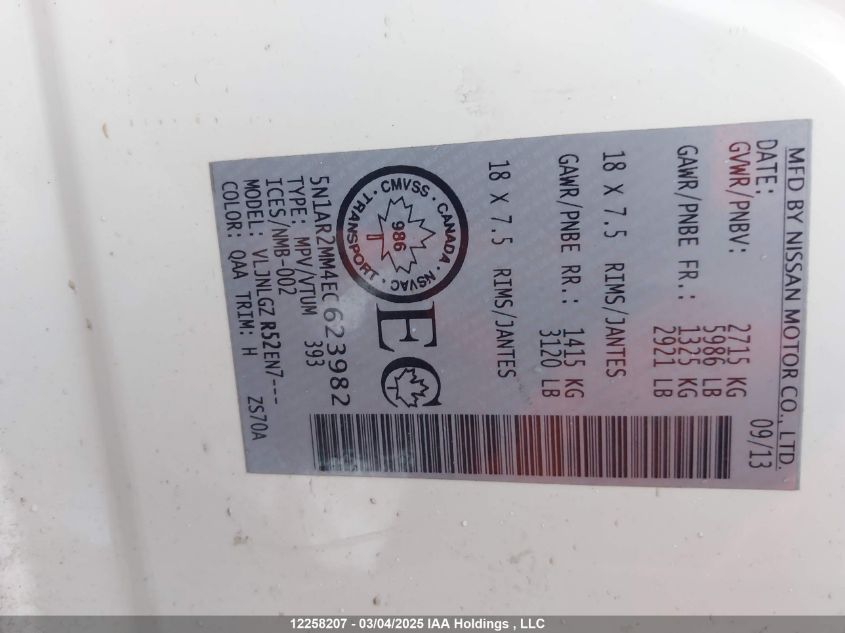 MFD BY NISSAN MOTOR CO., LTD.
DATE: 09/13
GVWR/PNBV: 2715 KG
5986 LB
GAWR/PNBE FR.: 1325 KG
2921 LB
18 X 7.5 RIMS/JANTES
GAWR/PNBE RR.: 1415 KG
3120 LB
18 X 7.5 RIMS/JANTES
CMVSS · CANADA · NSVAC · TRANSPORT
986
EC
5N1AR2MM4EC623982
TYPE: MPV/VTUM 393
ICES/NMB-002
MODEL: VLJNLGZ R52EN7---
COLOR: QAA TRIM: H ZS70A
12258207 - 03/04/2025 IAA Holdings , LLC